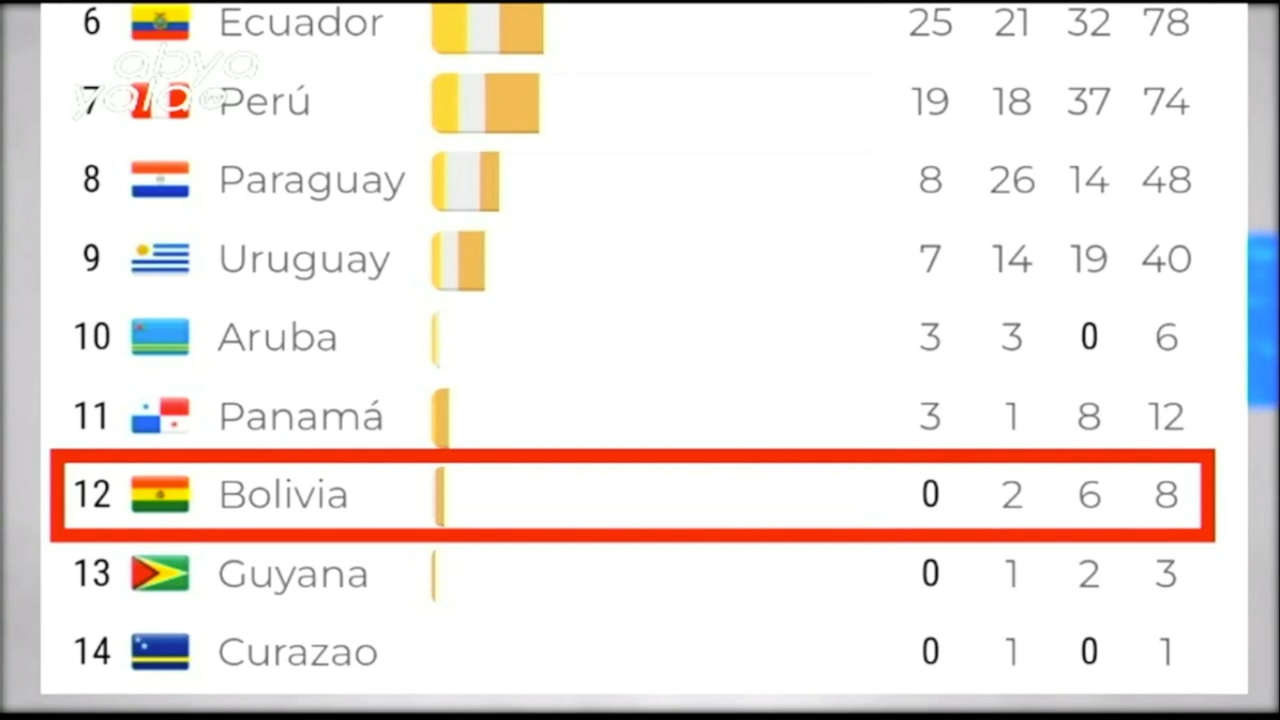 6 Ecuador 25 21 32 78
abya
yala
7 Perú 19 18 37 74
8 Paraguay 8 26 14 48
9 Uruguay 7 14 19 40
10 Aruba 3 3 0 6
11 Panamá 3 1 8 12
12 Bolivia 0 2 6 8
13 Guyana 0 1 2 3
14 Curazao 0 1 0 1